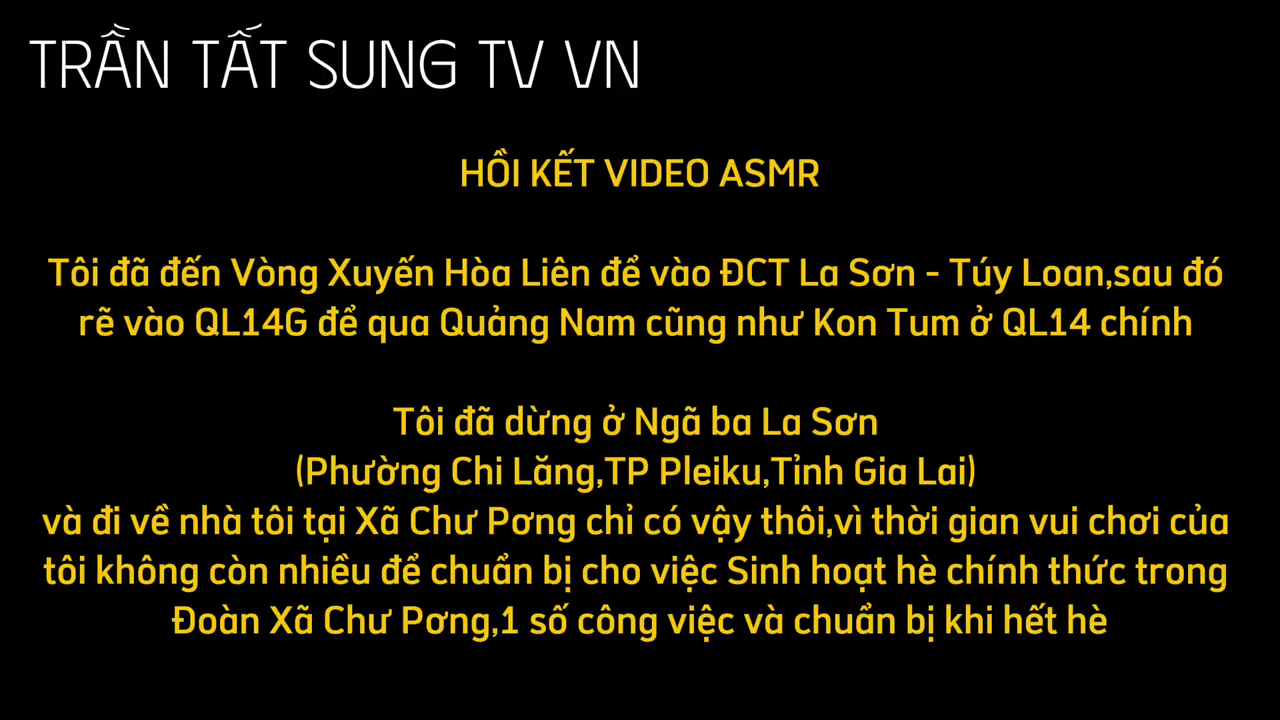 TRẦN TẤT SUNG TV VN
HỒI KẾT VIDEO ASMR
Tôi đã đến Vòng Xuyến Hòa Liên để vào ĐCT La Sơn - Túy Loan,sau đó
rẽ vào QL14G để qua Quảng Nam cũng như Kon Tum ở QL14 chính
Tôi đã dừng ở Ngã ba La Sơn
(Phường Chi Lăng,TP Pleiku,Tỉnh Gia Lai)
và đi về nhà tôi tại Xã Chư Pơng chỉ có vậy thôi,vì thời gian vui chơi của
tôi không còn nhiều để chuẩn bị cho việc Sinh hoạt hè chính thức trong
Đoàn Xã Chư Pơng,1 số công việc và chuẩn bị khi hết hè